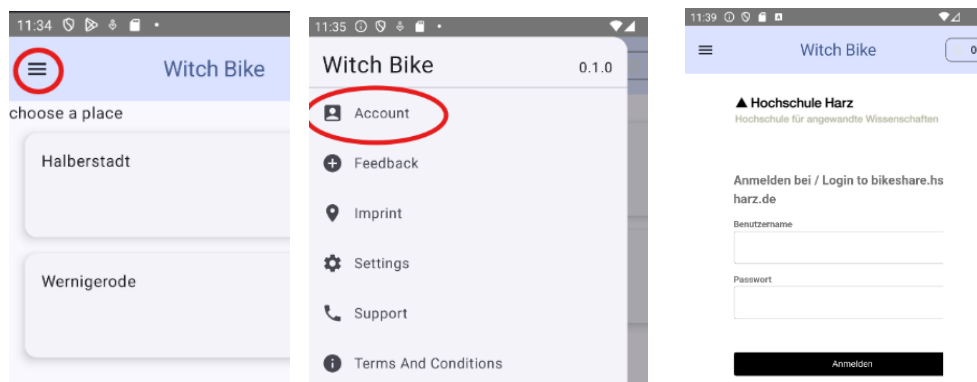 11:34
Witch Bike
choose a place
Halberstadt
Wernigerode
11:35
Witch Bike 0.1.0
Account
Feedback
Imprint
Settings
Support
Terms And Conditions
11:39
Witch Bike 0
Hochschule Harz
Hochschule für angewandte Wissenschaften
Anmelden bei / Login to bikeshare.hs
harz.de
Benutzername
Passwort
Anmelden